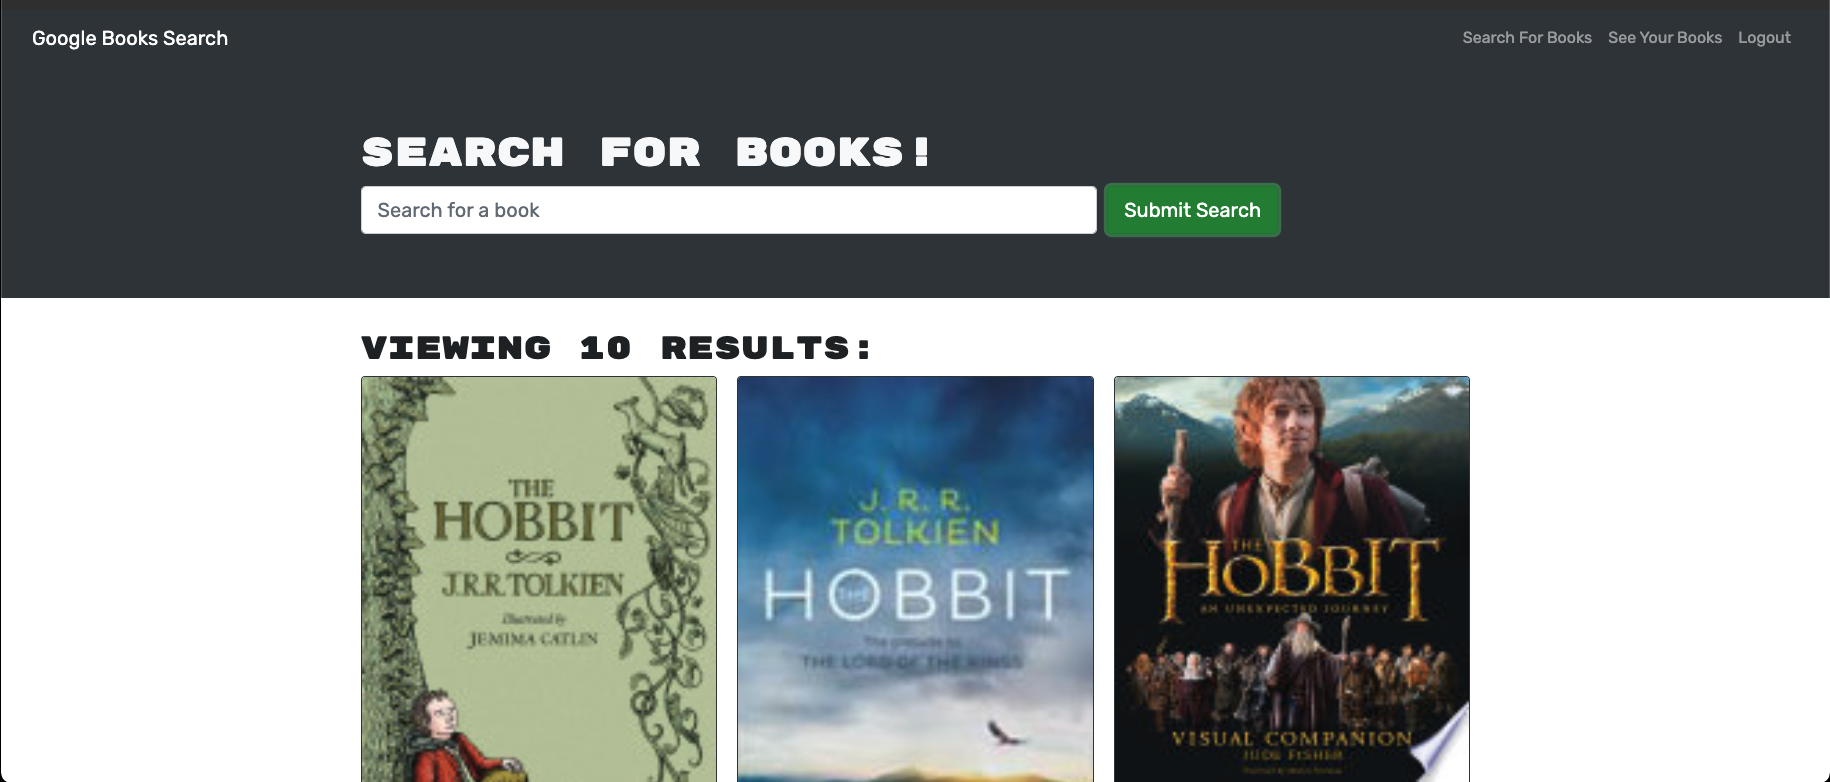 Google Books Search
Search For Books See Your Books Logout
SEARCH FOR BOOKS!
Search for a book
Submit Search
VIEWING 10 RESULTS:
THE
HOBBIT
J.R.R. TOLKIEN
Illustrated by
JEMIMA CATLIN
J. R. R.
TOLKIEN
THE HOBBIT
The prelude to
THE LORD OF THE RINGS
THE
HOBBIT
AN UNEXPECTED JOURNEY
VISUAL COMPANION
JUDE FISHER